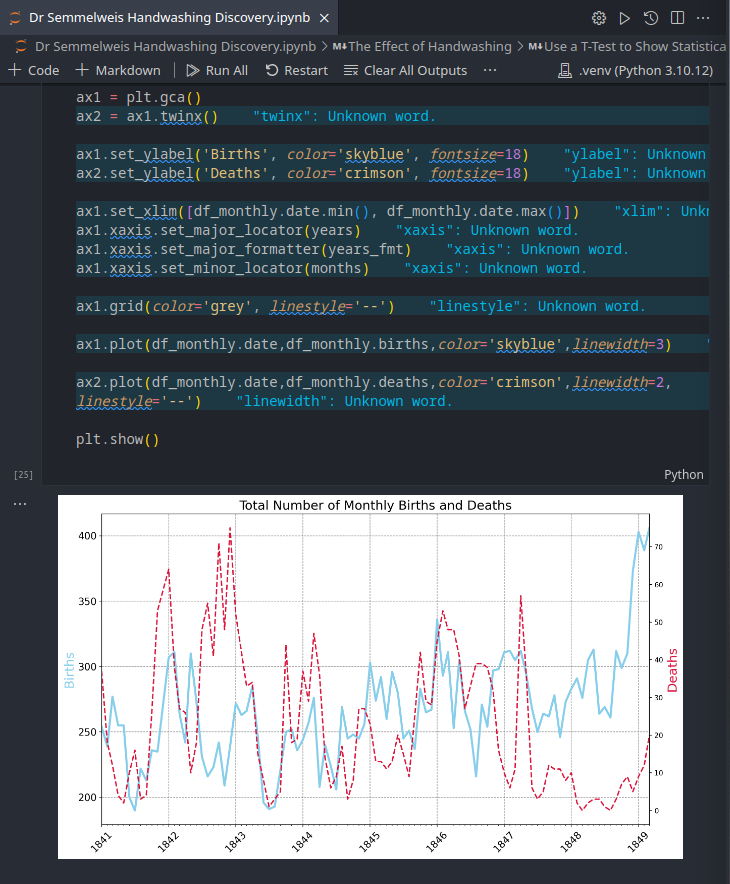 Dr Semmelweis Handwashing Discovery.ipynb
Dr Semmelweis Handwashing Discovery.ipynb > M↓The Effect of Handwashing > M↓Use a T-Test to Show Statistica
+ Code + Markdown | Run All Restart Clear All Outputs ... .venv (Python 3.10.12)
ax1 = plt.gca()
ax2 = ax1.twinx() "twinx": Unknown word.
ax1.set_ylabel('Births', color='skyblue', fontsize=18) "ylabel": Unknown
ax2.set_ylabel('Deaths', color='crimson', fontsize=18) "ylabel": Unknown
ax1.set_xlim([df_monthly.date.min(), df_monthly.date.max()]) "xlim": Unkn
ax1.xaxis.set_major_locator(years) "xaxis": Unknown word.
ax1.xaxis.set_major_formatter(years_fmt) "xaxis": Unknown word.
ax1.xaxis.set_minor_locator(months) "xaxis": Unknown word.
ax1.grid(color='grey', linestyle='--') "linestyle": Unknown word.
ax1.plot(df_monthly.date,df_monthly.births,color='skyblue',linewidth=3) "
ax2.plot(df_monthly.date,df_monthly.deaths,color='crimson',linewidth=2,
linestyle='--') "linewidth": Unknown word.
plt.show()
[25]
Python
...
Total Number of Monthly Births and Deaths
Births
400
350
300
250
200
70
60
50
40
30
20
10
0
Deaths
1841
1842
1843
1844
1845
1846
1847
1848
1849